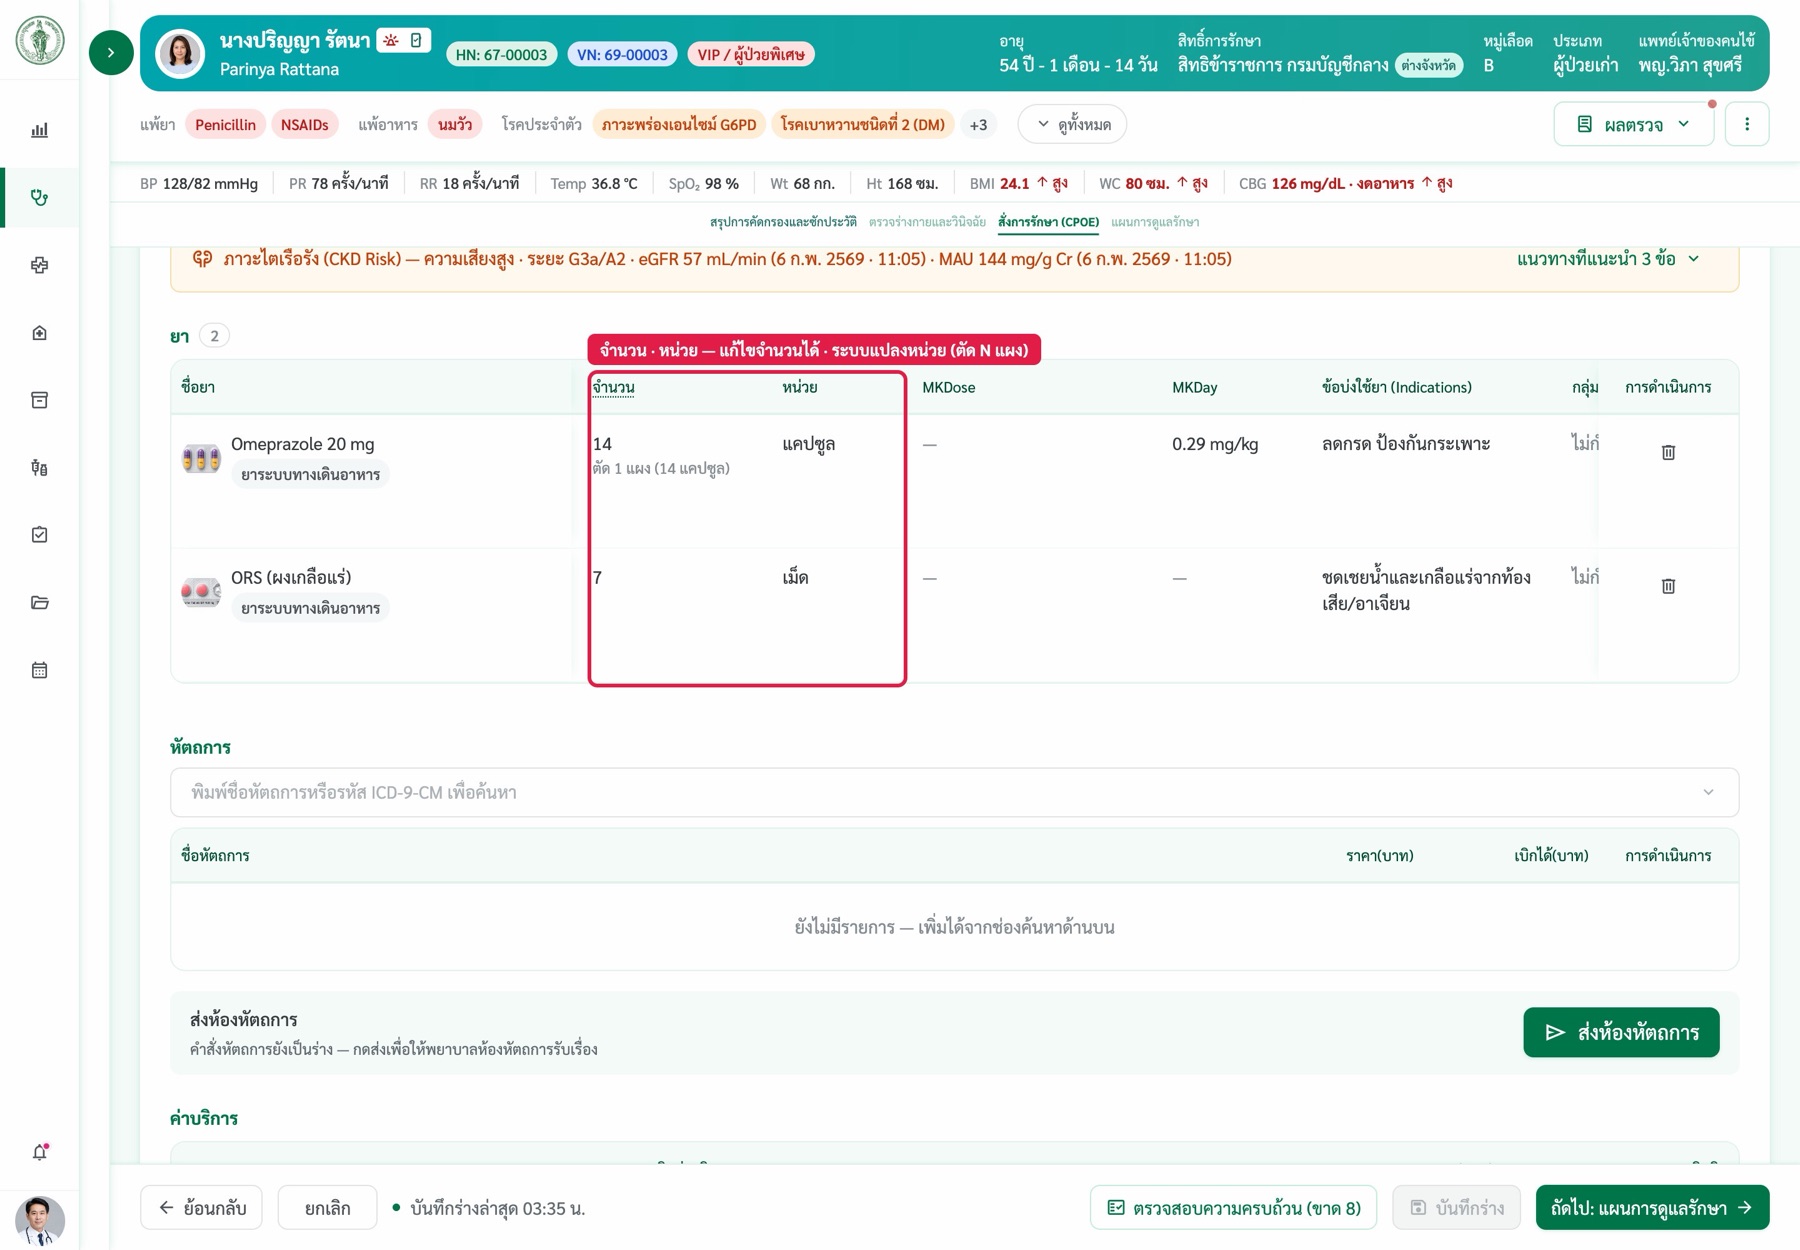 นางปริญญา รัตนา
Parinya Rattana
HN: 67-00003
VN: 69-00003
VIP / ผู้ป่วยพิเศษ
อายุ
54 ปี - 1 เดือน - 14 วัน
สิทธิ์การรักษา
สิทธิข้าราชการ กรมบัญชีกลาง ต่างจังหวัด
หมู่เลือด
B
ประเภท
ผู้ป่วยเก่า
แพทย์เจ้าของคนไข้
พญ.วิภา สุขศรี
แพ้ยา Penicillin NSAIDs แพ้อาหาร นมวัว โรคประจำตัว ภาวะพร่องเอนไซม์ G6PD โรคเบาหวานชนิดที่ 2 (DM) +3 ดูทั้งหมด ผลตรวจ
BP 128/82 mmHg PR 78 ครั้ง/นาที RR 18 ครั้ง/นาที Temp 36.8 °C SpO₂ 98 % Wt 68 กก. Ht 168 ซม. BMI 24.1 ↑ สูง WC 80 ซม. ↑ สูง CBG 126 mg/dL · งดอาหาร ↑ สูง
สรุปการคัดกรองและซักประวัติ ตรวจร่างกายและวินิจฉัย สั่งการรักษา (CPOE) แผนการดูแลรักษา
ภาวะไตเรื้อรัง (CKD Risk) — ความเสี่ยงสูง · ระยะ G3a/A2 · eGFR 57 mL/min (6 ก.พ. 2569 · 11:05) · MAU 144 mg/g Cr (6 ก.พ. 2569 · 11:05) แนวทางที่แนะนำ 3 ข้อ
ยา 2
จำนวน · หน่วย — แก้ไขจำนวนได้ · ระบบแปลงหน่วย (ตัด N แผง)
ชื่อยา จำนวน หน่วย MKDose MKDay ข้อบ่งใช้ยา (Indications) กลุ่ม การดำเนินการ
Omeprazole 20 mg 14 แคปซูล — 0.29 mg/kg ลดกรด ป้องกันกระเพาะ
ยาระบบทางเดินอาหาร ตัด 1 แผง (14 แคปซูล)
ORS (ผงเกลือแร่) 7 เม็ด — — ชดเชยน้ำและเกลือแร่จากท้อง
เสีย/อาเจียน
ยาระบบทางเดินอาหาร
หัตถการ
พิมพ์ชื่อหัตถการหรือรหัส ICD-9-CM เพื่อค้นหา
ชื่อหัตถการ ราคา(บาท) เบิกได้(บาท) การดำเนินการ
ยังไม่มีรายการ — เพิ่มได้จากช่องค้นหาด้านบน
ส่งห้องหัตถการ
คำสั่งหัตถการยังเป็นร่าง — กดส่งเพื่อให้พยาบาลห้องหัตถการรับเรื่อง
ส่งห้องหัตถการ
ค่าบริการ
ย้อนกลับ ยกเลิก บันทึกร่างล่าสุด 03:35 น. ตรวจสอบความครบถ้วน (ขาด 8) บันทึกร่าง ถัดไป: แผนการดูแลรักษา